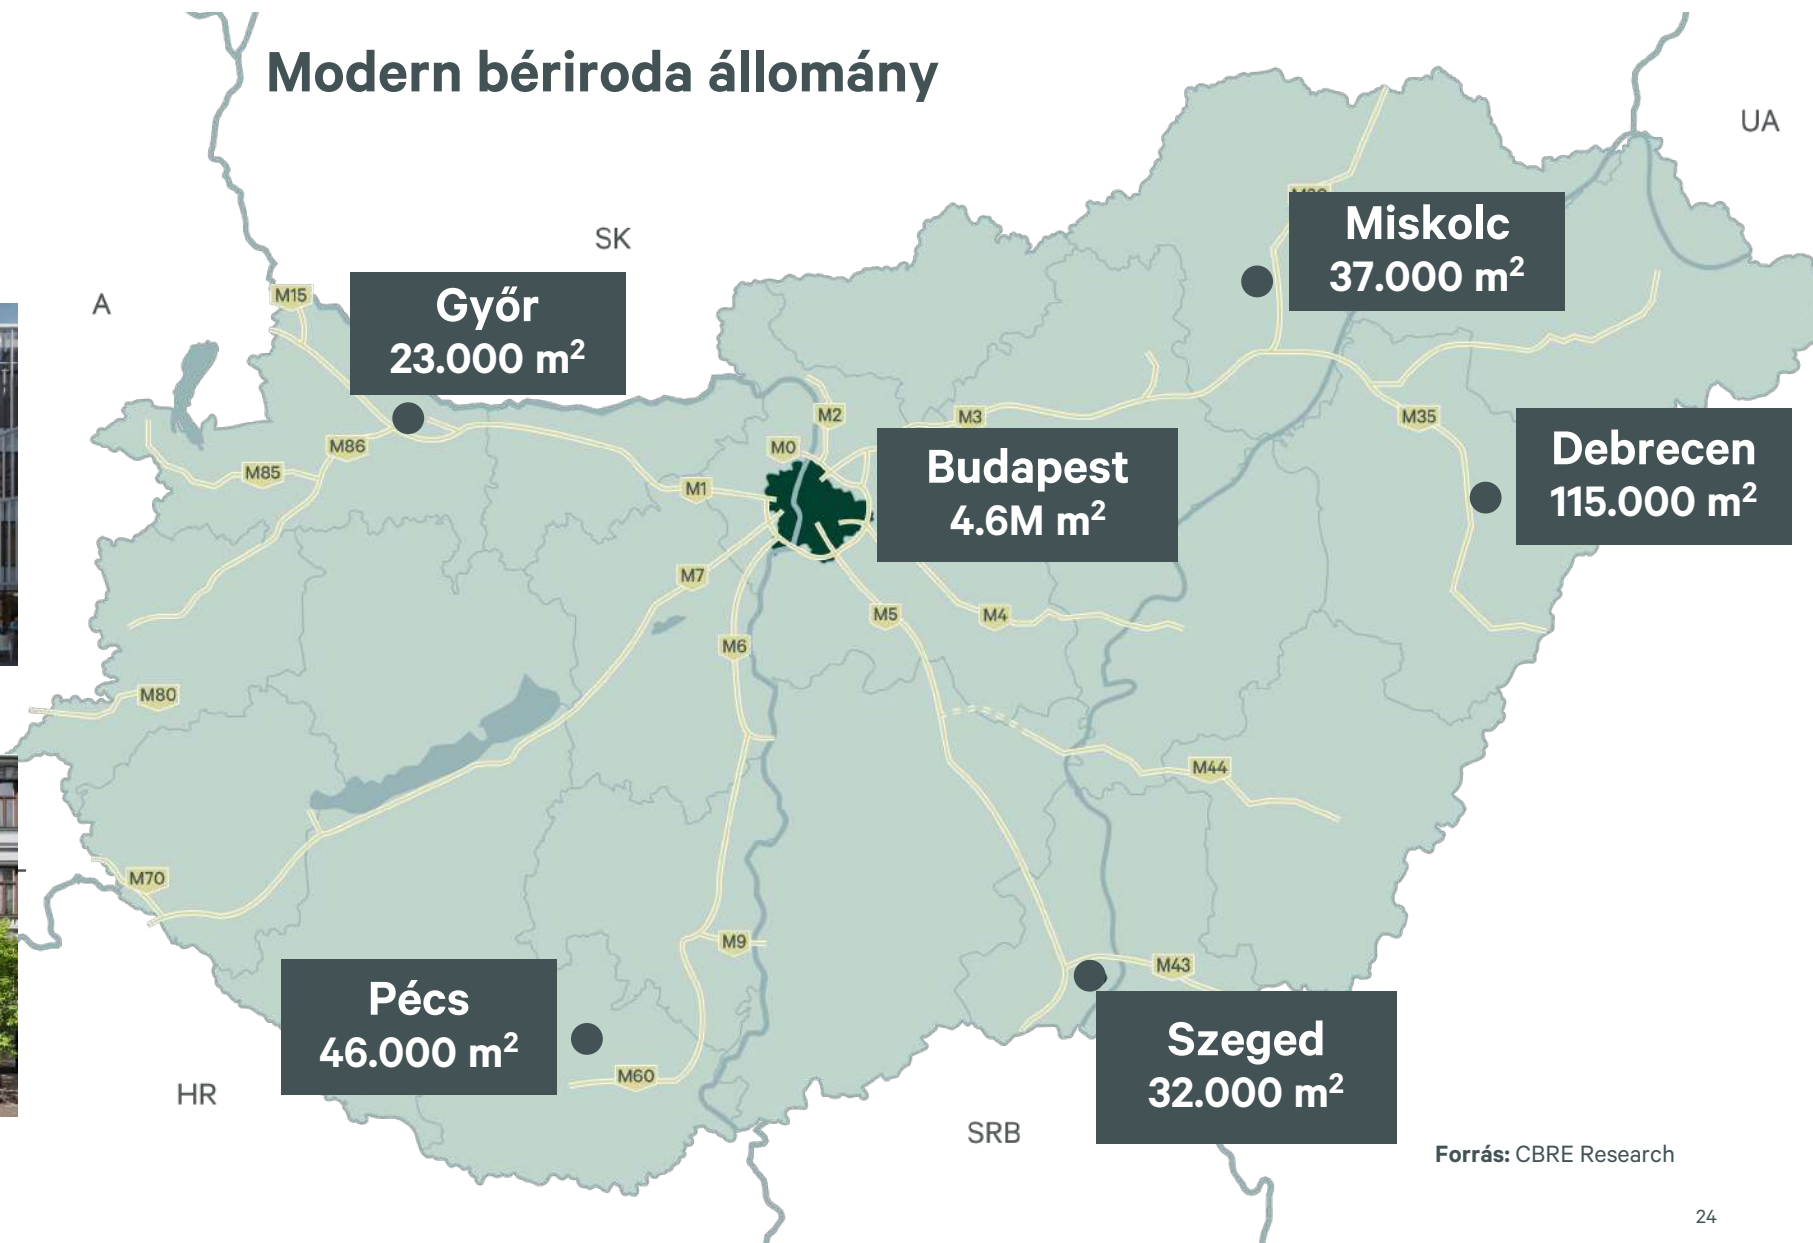 Modern bériroda állomány
UA
SK
Miskolc
37.000 m²
A
M15
Győr
23.000 m²
M2
M3
M35
M86
M0
M85
M1
Budapest
4.6M m²
Debrecen
115.000 m²
M7
M5
M4
M6
M80
M44
M70
M9
M43
Pécs
46.000 m²
Szeged
32.000 m²
M60
HR
SRB
Forrás: CBRE Research
24